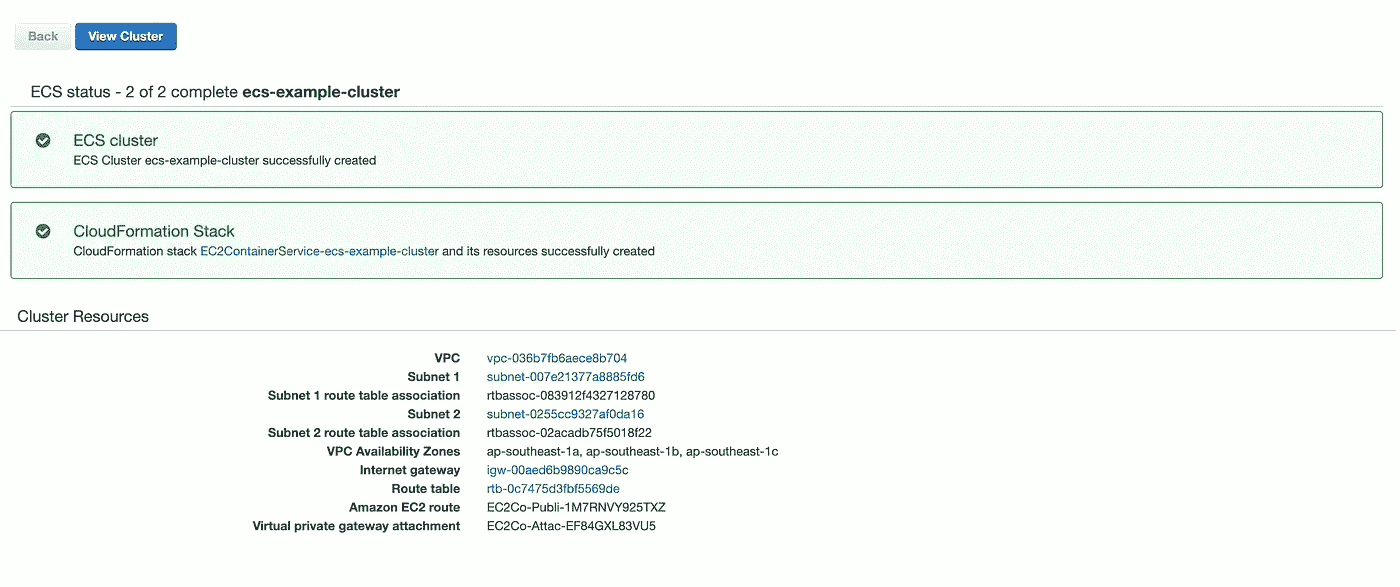 Back View Cluster
ECS status - 2 of 2 complete ecs-example-cluster
ECS cluster
ECS Cluster ecs-example-cluster successfully created
CloudFormation Stack
CloudFormation stack EC2ContainerService-ecs-example-cluster and its resources successfully created
Cluster Resources
VPC vpc-036b7fb6aece8b704
Subnet 1 subnet-007e21377a8885fd6
Subnet 1 route table association rtbassoc-083912f4327128780
Subnet 2 subnet-0255cc9327af0da16
Subnet 2 route table association rtbassoc-02acadb75f5018f22
VPC Availability Zones ap-southeast-1a, ap-southeast-1b, ap-southeast-1c
Internet gateway igw-00aed6b9890ca9c5c
Route table rtb-0c7475d3fbf5569de
Amazon EC2 route EC2Co-Publi-1M7RNVY925TXZ
Virtual private gateway attachment EC2Co-Attac-EF84GXL83VU5